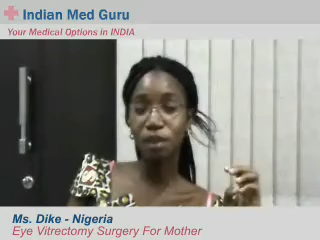 Indian Med Guru
Your Medical Options in INDIA
Ms. Dike - Nigeria
Eye Vitrectomy Surgery For Mother